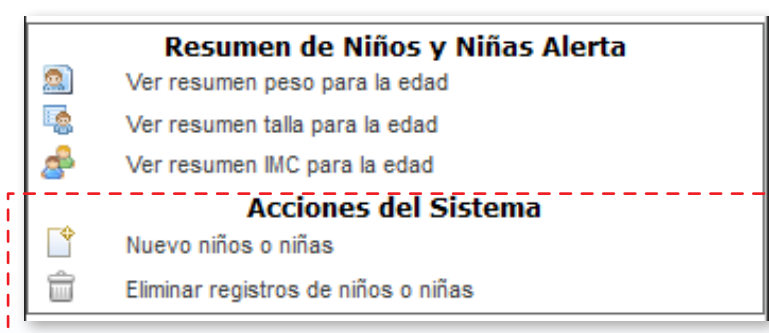 Resumen de Niños y Niñas Alerta
Ver resumen peso para la edad
Ver resumen talla para la edad
Ver resumen IMC para la edad
Acciones del Sistema
Nuevo niños o niñas
Eliminar registros de niños o niñas